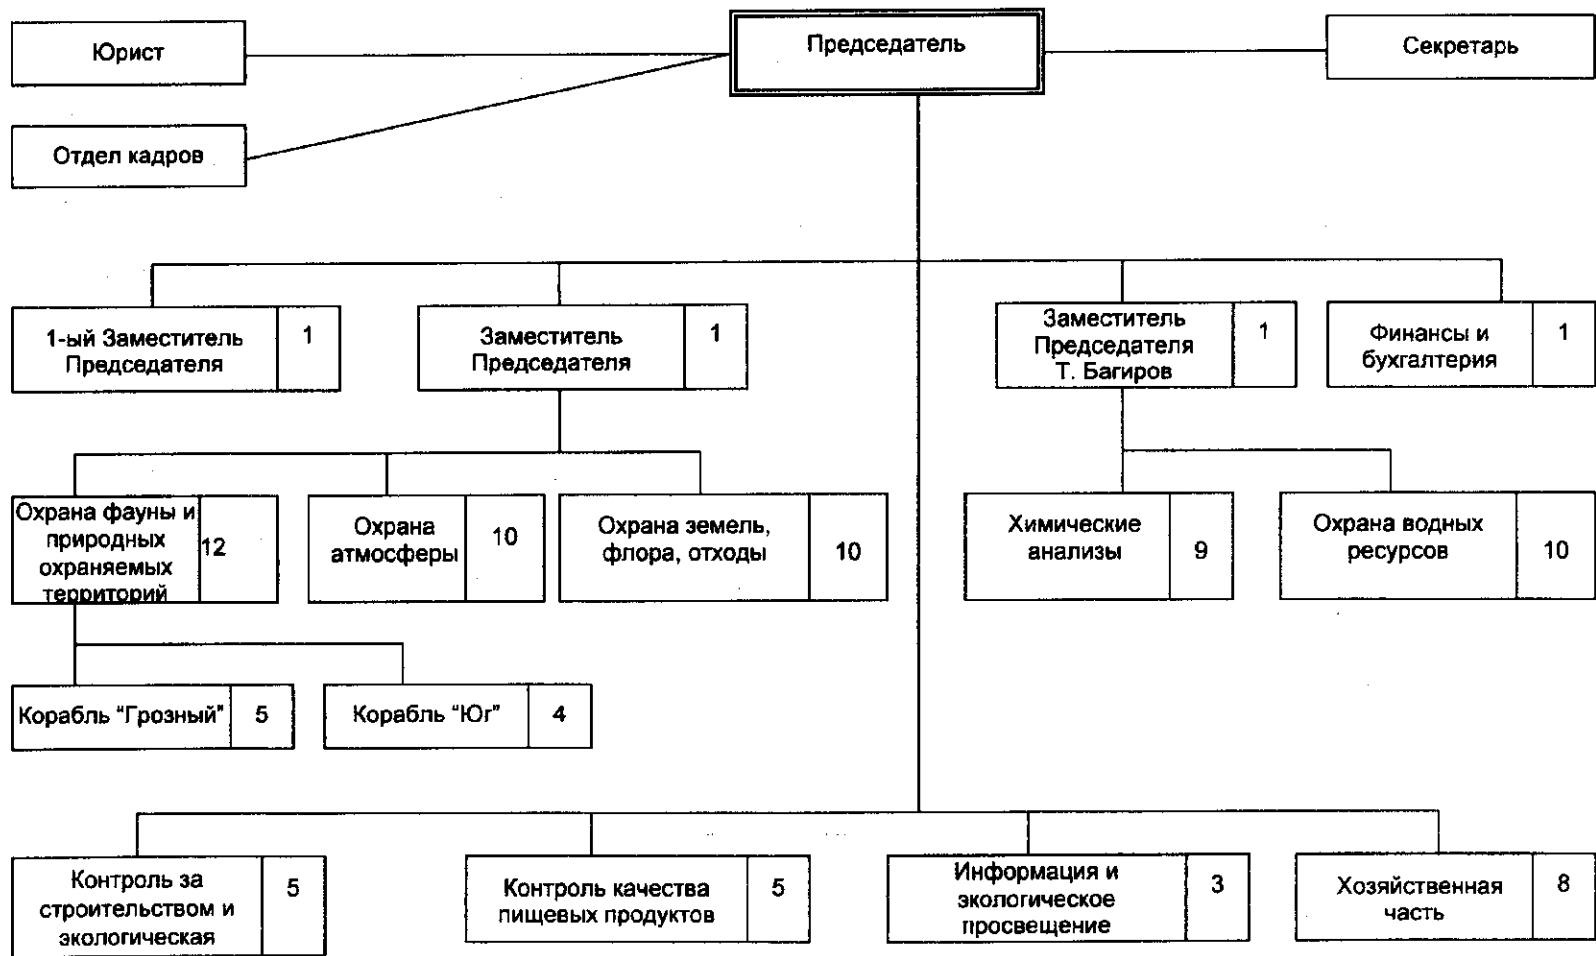 Юрист
Председатель
Секретарь
Отдел кадров
1-ый Заместитель
Председателя
1
Заместитель
Председателя
1
Заместитель
Председателя
Т. Багиров
1
Финансы и
бухгалтерия
1
Охрана фауны и
природных
охраняемых
территорий
12
Охрана
атмосферы
10
Охрана земель,
флора, отходы
10
Химические
анализы
9
Охрана водных
ресурсов
10
Корабль "Грозный"
5
Корабль "Юг"
4
Контроль за
строительством и
экологическая
5
Контроль качества
пищевых продуктов
5
Информация и
экологическое
просвещение
3
Хозяйственная
часть
8